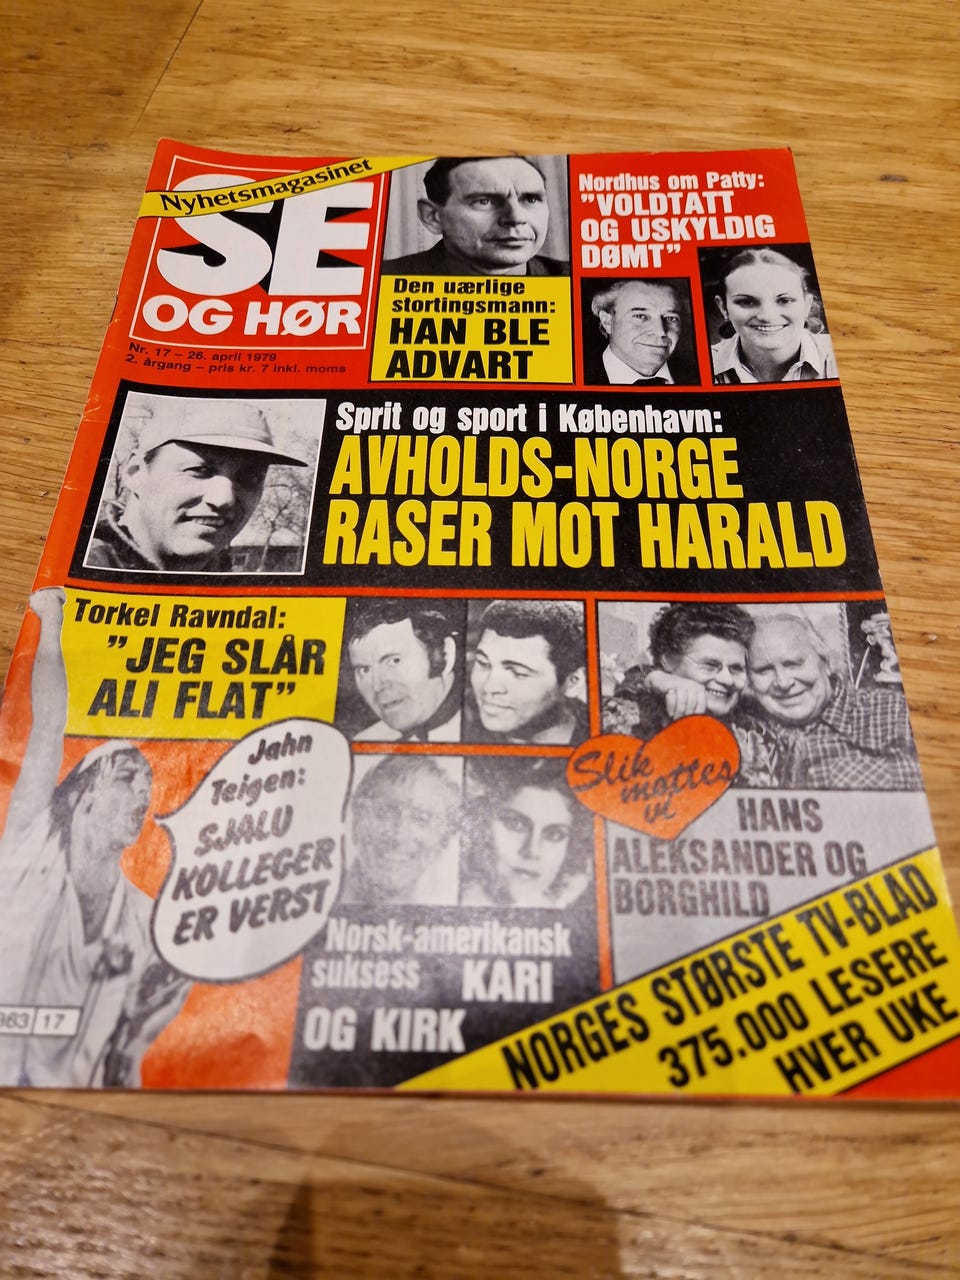 Nyhetsmagasinet
SE
OG HØR
Nr. 17 – 26. april 1979
2. årgang – pris kr. 7 inkl. moms
Den uærlige
stortingsmann:
HAN BLE
ADVART
Nordhus om Patty:
"VOLDTATT
OG USKYLDIG
DØMT"
Sprit og sport i København:
AVHOLDS-NORGE
RASER MOT HARALD
Torkel Ravndal:
"JEG SLÅR
ALI FLAT"
Jahn
Teigen:
SJALU
KOLLEGER
ER VERST
Slik
møttes
vi
HANS
ALEKSANDER OG
BORGHILD
Norsk-amerikansk
suksess KARI
OG KIRK
NORGES STØRSTE TV-BLAD
375.000 LESERE
HVER UKE
963 17